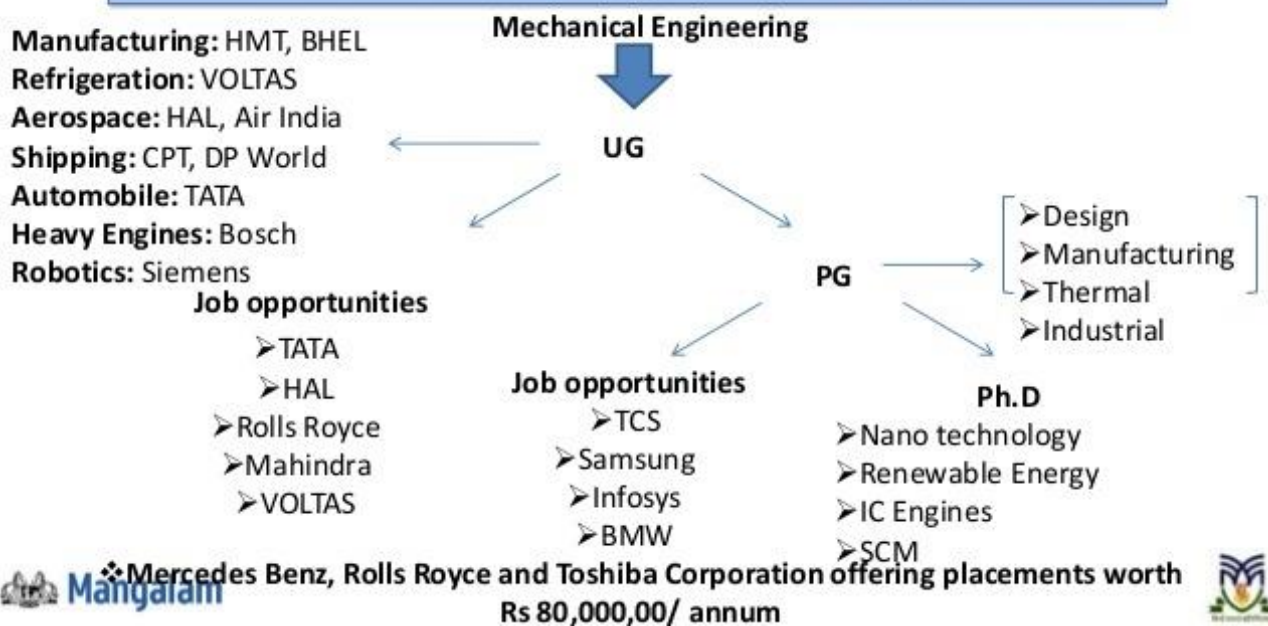 Mechanical Engineering
Manufacturing: HMT, BHEL
Refrigeration: VOLTAS
Aerospace: HAL, Air India
Shipping: CPT, DP World
Automobile: TATA
Heavy Engines: Bosch
Robotics: Siemens
UG
Job opportunities
➢TATA
➢HAL
➢Rolls Royce
➢Mahindra
➢VOLTAS
PG
➢Design
➢Manufacturing
➢Thermal
➢Industrial
Job opportunities
➢TCS
➢Samsung
➢Infosys
➢BMW
Ph.D
➢Nano technology
➢Renewable Energy
➢IC Engines
➢SCM
❖Mercedes Benz, Rolls Royce and Toshiba Corporation offering placements worth
Rs 80,000,00/ annum
Mangalam